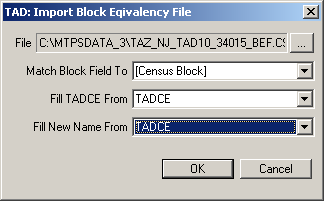 TAD: Import Block Eqivalency File
File C:\MTPSDATA_3\TAZ_NJ_TAD10_34015_BEF.CS ...
Match Block Field To [Census Block]
Fill TADCE From TADCE
Fill New Name From TADCE
OK Cancel